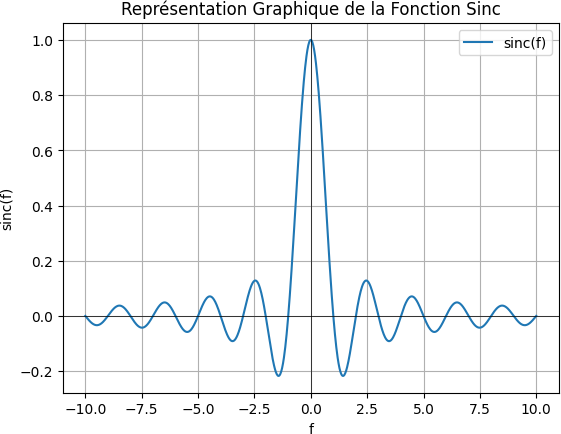 Représentation Graphique de la Fonction Sinc
sinc(f)
1.0
0.8
0.6
0.4
0.2
0.0
−0.2
sinc(f)
−10.0 −7.5 −5.0 −2.5 0.0 2.5 5.0 7.5 10.0
f